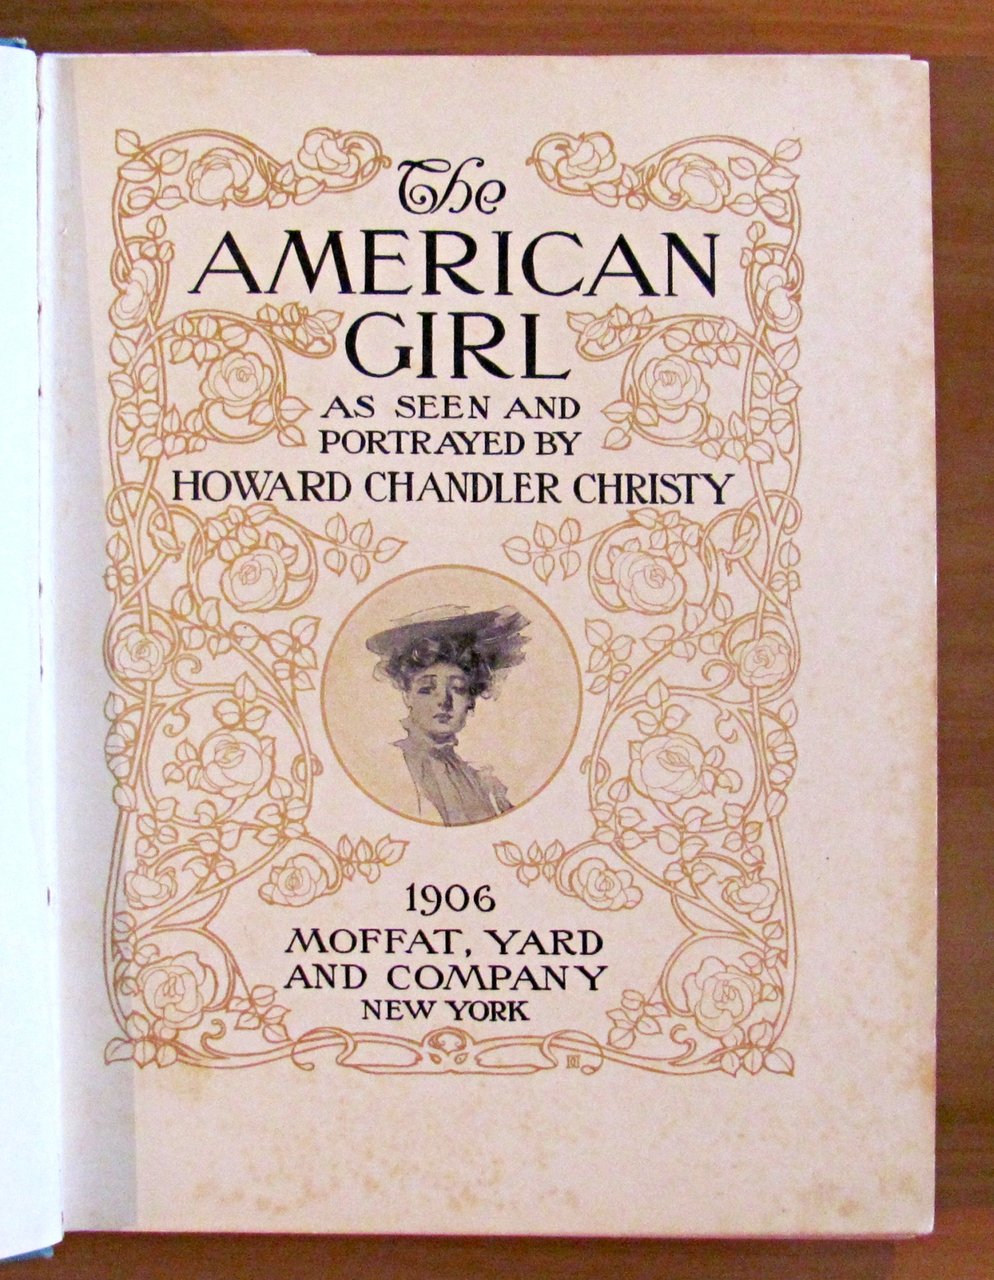 The
AMERICAN
GIRL
AS SEEN AND
PORTRAYED BY
HOWARD CHANDLER CHRISTY
1906
MOFFAT, YARD
AND COMPANY
NEW YORK